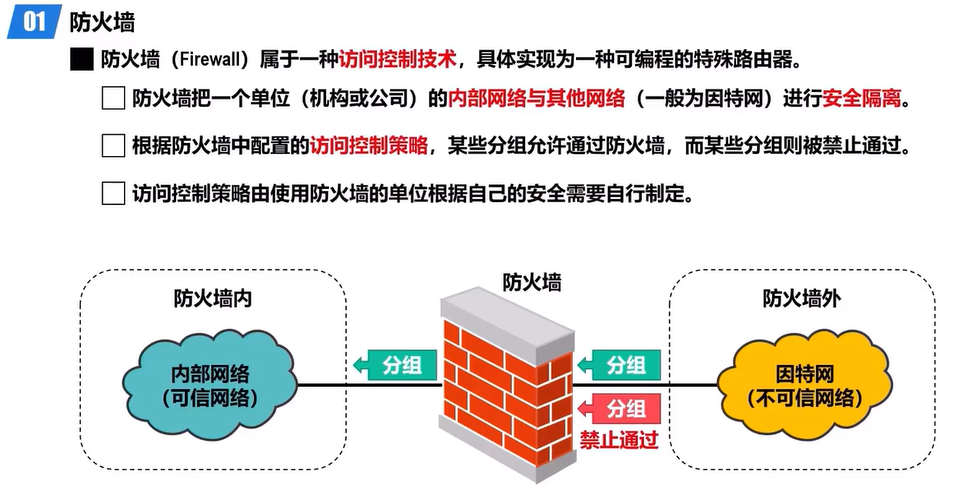 01 防火墙
防火墙（Firewall）属于一种访问控制技术，具体实现为一种可编程的特殊路由器。
防火墙把一个单位（机构或公司）的内部网络与其他网络（一般为因特网）进行安全隔离。
根据防火墙中配置的访问控制策略，某些分组允许通过防火墙，而某些分组则被禁止通过。
访问控制策略由使用防火墙的单位根据自己的安全需要自行制定。
防火墙内
防火墙
防火墙外
内部网络
（可信网络）
分组
分组
分组
禁止通过
因特网
（不可信网络）